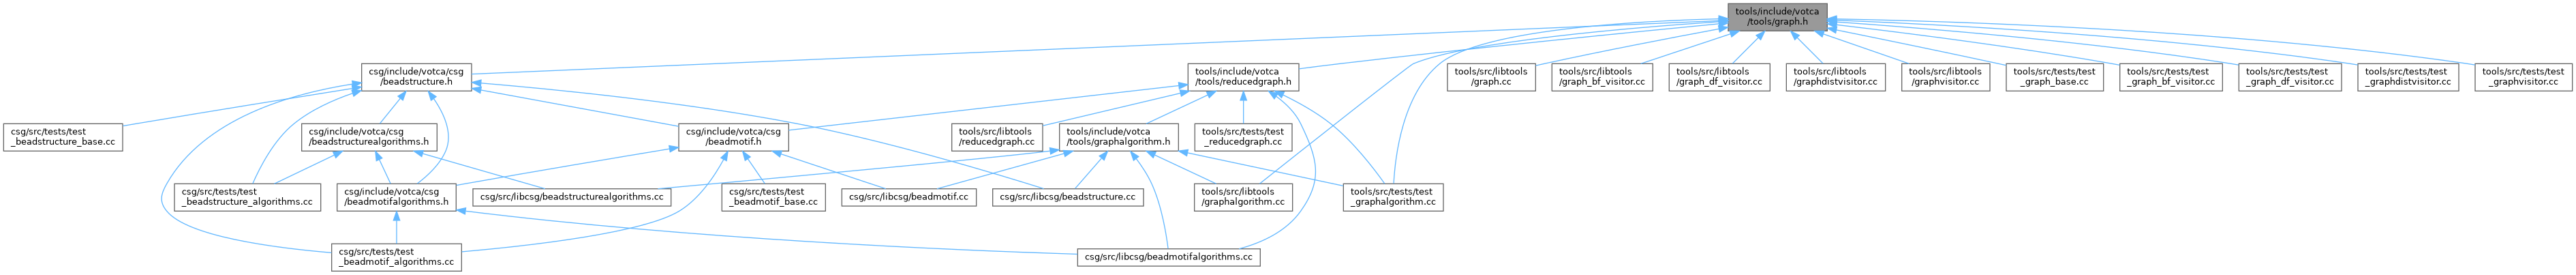 tools/include/votca
/tools/graph.h
csg/include/votca/csg
/beadstructure.h
tools/include/votca
/tools/reducedgraph.h
tools/src/libtools
/graph.cc
tools/src/libtools
/graph_bf_visitor.cc
tools/src/libtools
/graph_df_visitor.cc
tools/src/libtools
/graphdistvisitor.cc
tools/src/libtools
/graphvisitor.cc
tools/src/tests/test
_graph_base.cc
tools/src/tests/test
_graph_bf_visitor.cc
tools/src/tests/test
_graph_df_visitor.cc
tools/src/tests/test
_graphdistvisitor.cc
tools/src/tests/test
_graphvisitor.cc
csg/src/tests/test
_beadstructure_base.cc
csg/include/votca/csg
/beadstructurealgorithms.h
csg/include/votca/csg
/beadmotif.h
tools/src/libtools
/reducedgraph.cc
tools/include/votca
/tools/graphalgorithm.h
tools/src/tests/test
_reducedgraph.cc
csg/src/tests/test
_beadstructure_algorithms.cc
csg/include/votca/csg
/beadmotifalgorithms.h
csg/src/libcsg/beadstructurealgorithms.cc
csg/src/tests/test
_beadmotif_base.cc
csg/src/libcsg/beadmotif.cc
csg/src/libcsg/beadstructure.cc
tools/src/libtools
/graphalgorithm.cc
tools/src/tests/test
_graphalgorithm.cc
csg/src/tests/test
_beadmotif_algorithms.cc
csg/src/libcsg/beadmotifalgorithms.cc